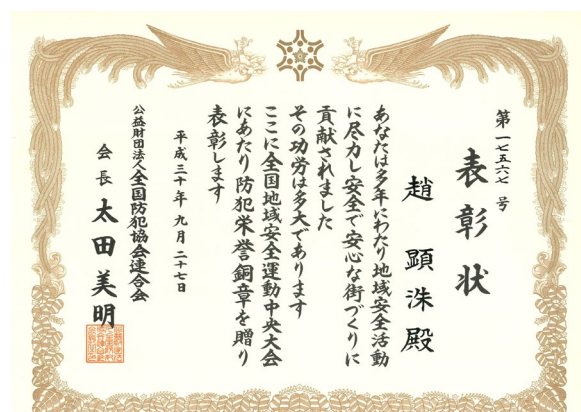 第一七五六七号
表彰状
趙顕洙殿
あなたは多年にわたり地域安全活動
に尽力し安全で安心な街づくりに
貢献されました
その功労は多大であります
ここに全国地域安全運動中央大会
にあたり防犯栄誉銅章を贈り
表彰します
平成三十年九月二十七日
公益財団法人全国防犯協会連合会
会長 太田美明